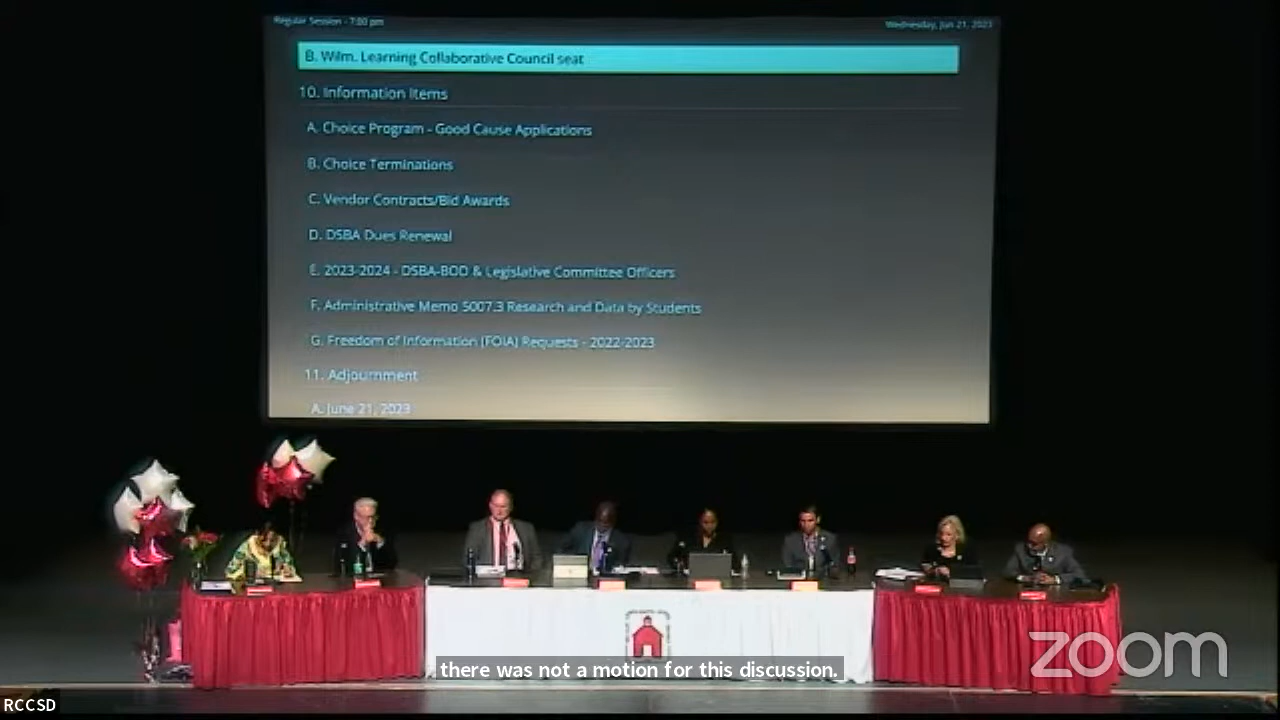 Regular Session - 7:00 pm
Wednesday, Jun 21, 2023
B. Wilm. Learning Collaborative Council seat
10. Information Items
A. Choice Program - Good Cause Applications
B. Choice Terminations
C. Vendor Contracts/Bid Awards
D. DSBA Dues Renewal
E. 2023-2024 - DSBA-BOD & Legislative Committee Officers
F. Administrative Memo 5007.3 Research and Data by Students
G. Freedom of Information (FOIA) Requests - 2022-2023
11. Adjournment
A. June 21, 2023
there was not a motion for this discussion.
zoom
RCCSD